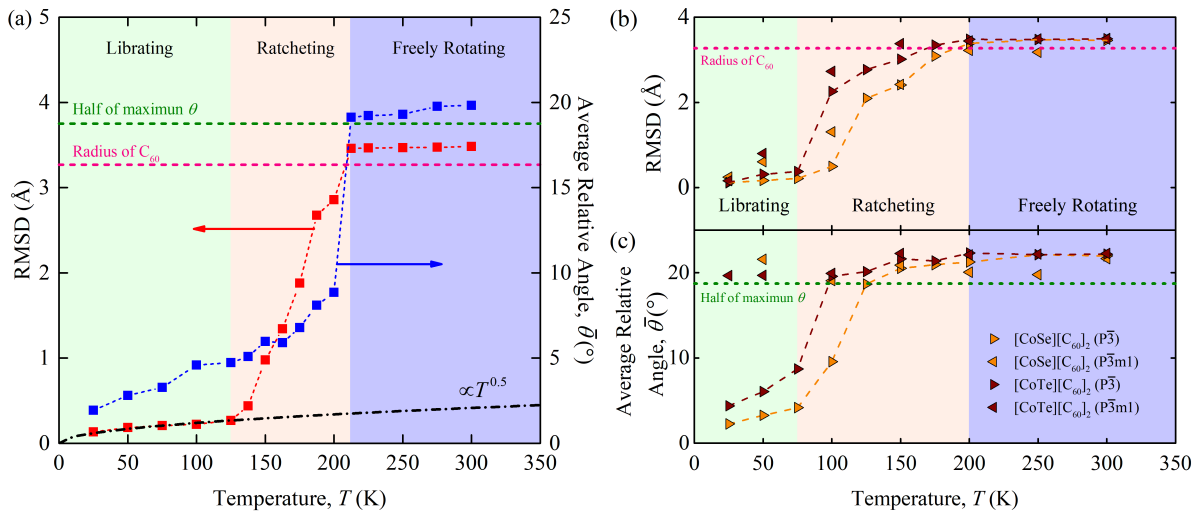 (a)
Librating
Ratcheting
Freely Rotating
Half of maximun θ
Radius of C60
∝T^0.5
RMSD (Å)
0
1
2
3
4
5
0
5
10
15
20
25
Average Relative Angle, θ̄(°)
0
50
100
150
200
250
300
350
Temperature, T (K)
(b)
Radius of C60
Librating
Ratcheting
Freely Rotating
RMSD (Å)
0
2
4
(c)
Half of maximun θ
[CoSe][C60]2 (P3̄)
[CoSe][C60]2 (P3̄m1)
[CoTe][C60]2 (P3̄)
[CoTe][C60]2 (P3̄m1)
Average Relative
Angle, θ̄(°)
0
10
20
0
50
100
150
200
250
300
350
Temperature, T (K)